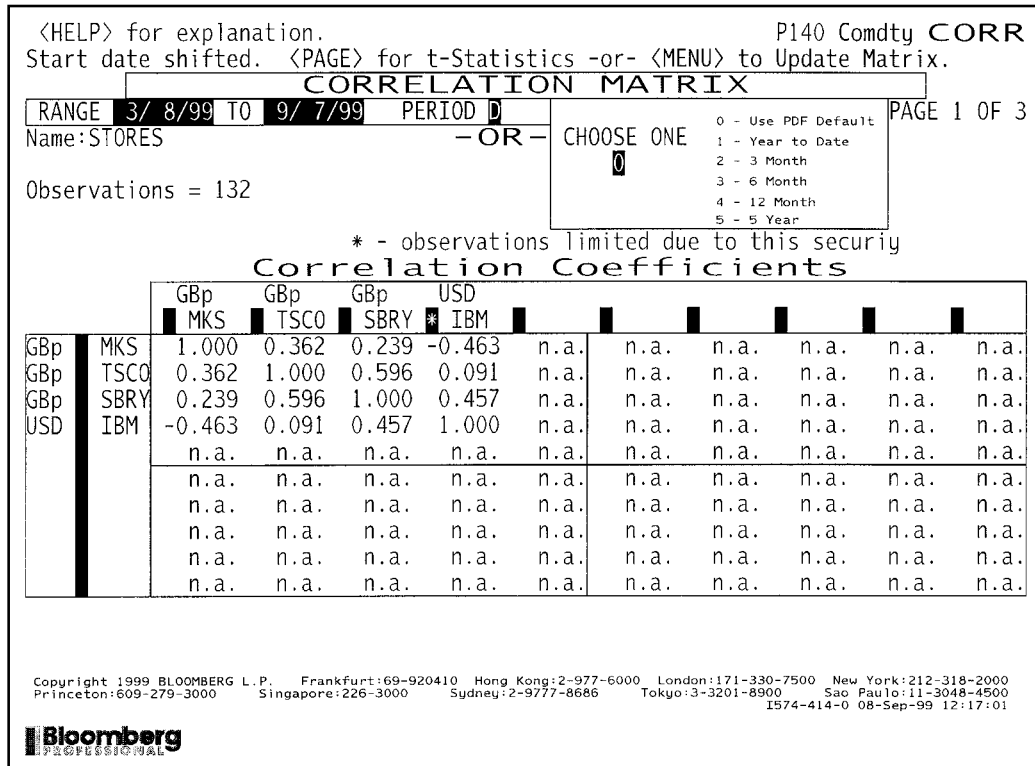 <HELP> for explanation. P140 Comdty CORR
Start date shifted. <PAGE> for t-Statistics -or- <MENU> to Update Matrix.
CORRELATION MATRIX
RANGE 3/ 8/99 TO 9/ 7/99 PERIOD D PAGE 1 OF 3
Name:STORES -OR- CHOOSE ONE
0
0 - Use PDF Default
1 - Year to Date
2 - 3 Month
3 - 6 Month
4 - 12 Month
5 - 5 Year
Observations = 132
* - observations limited due to this securiy
Correlation Coefficients
GBp GBp GBp USD
MKS TSCO SBRY * IBM
GBp MKS 1.000 0.362 0.239 -0.463 n.a. n.a. n.a. n.a. n.a. n.a.
GBp TSCO 0.362 1.000 0.596 0.091 n.a. n.a. n.a. n.a. n.a. n.a.
GBp SBRY 0.239 0.596 1.000 0.457 n.a. n.a. n.a. n.a. n.a. n.a.
USD IBM -0.463 0.091 0.457 1.000 n.a. n.a. n.a. n.a. n.a. n.a.
n.a. n.a. n.a. n.a. n.a. n.a. n.a. n.a. n.a. n.a.
n.a. n.a. n.a. n.a. n.a. n.a. n.a. n.a. n.a. n.a.
n.a. n.a. n.a. n.a. n.a. n.a. n.a. n.a. n.a. n.a.
n.a. n.a. n.a. n.a. n.a. n.a. n.a. n.a. n.a. n.a.
n.a. n.a. n.a. n.a. n.a. n.a. n.a. n.a. n.a. n.a.
n.a. n.a. n.a. n.a. n.a. n.a. n.a. n.a. n.a. n.a.
Copyright 1999 BLOOMBERG L.P. Frankfurt:69-920410 Hong Kong:2-977-6000 London:171-330-7500 New York:212-318-2000
Princeton:609-279-3000 Singapore:226-3000 Sydney:2-9777-8686 Tokyo:3-3201-8900 Sao Paulo:11-3048-4500
I574-414-0 08-Sep-99 12:17:01
Bloomberg
PROFESSIONAL